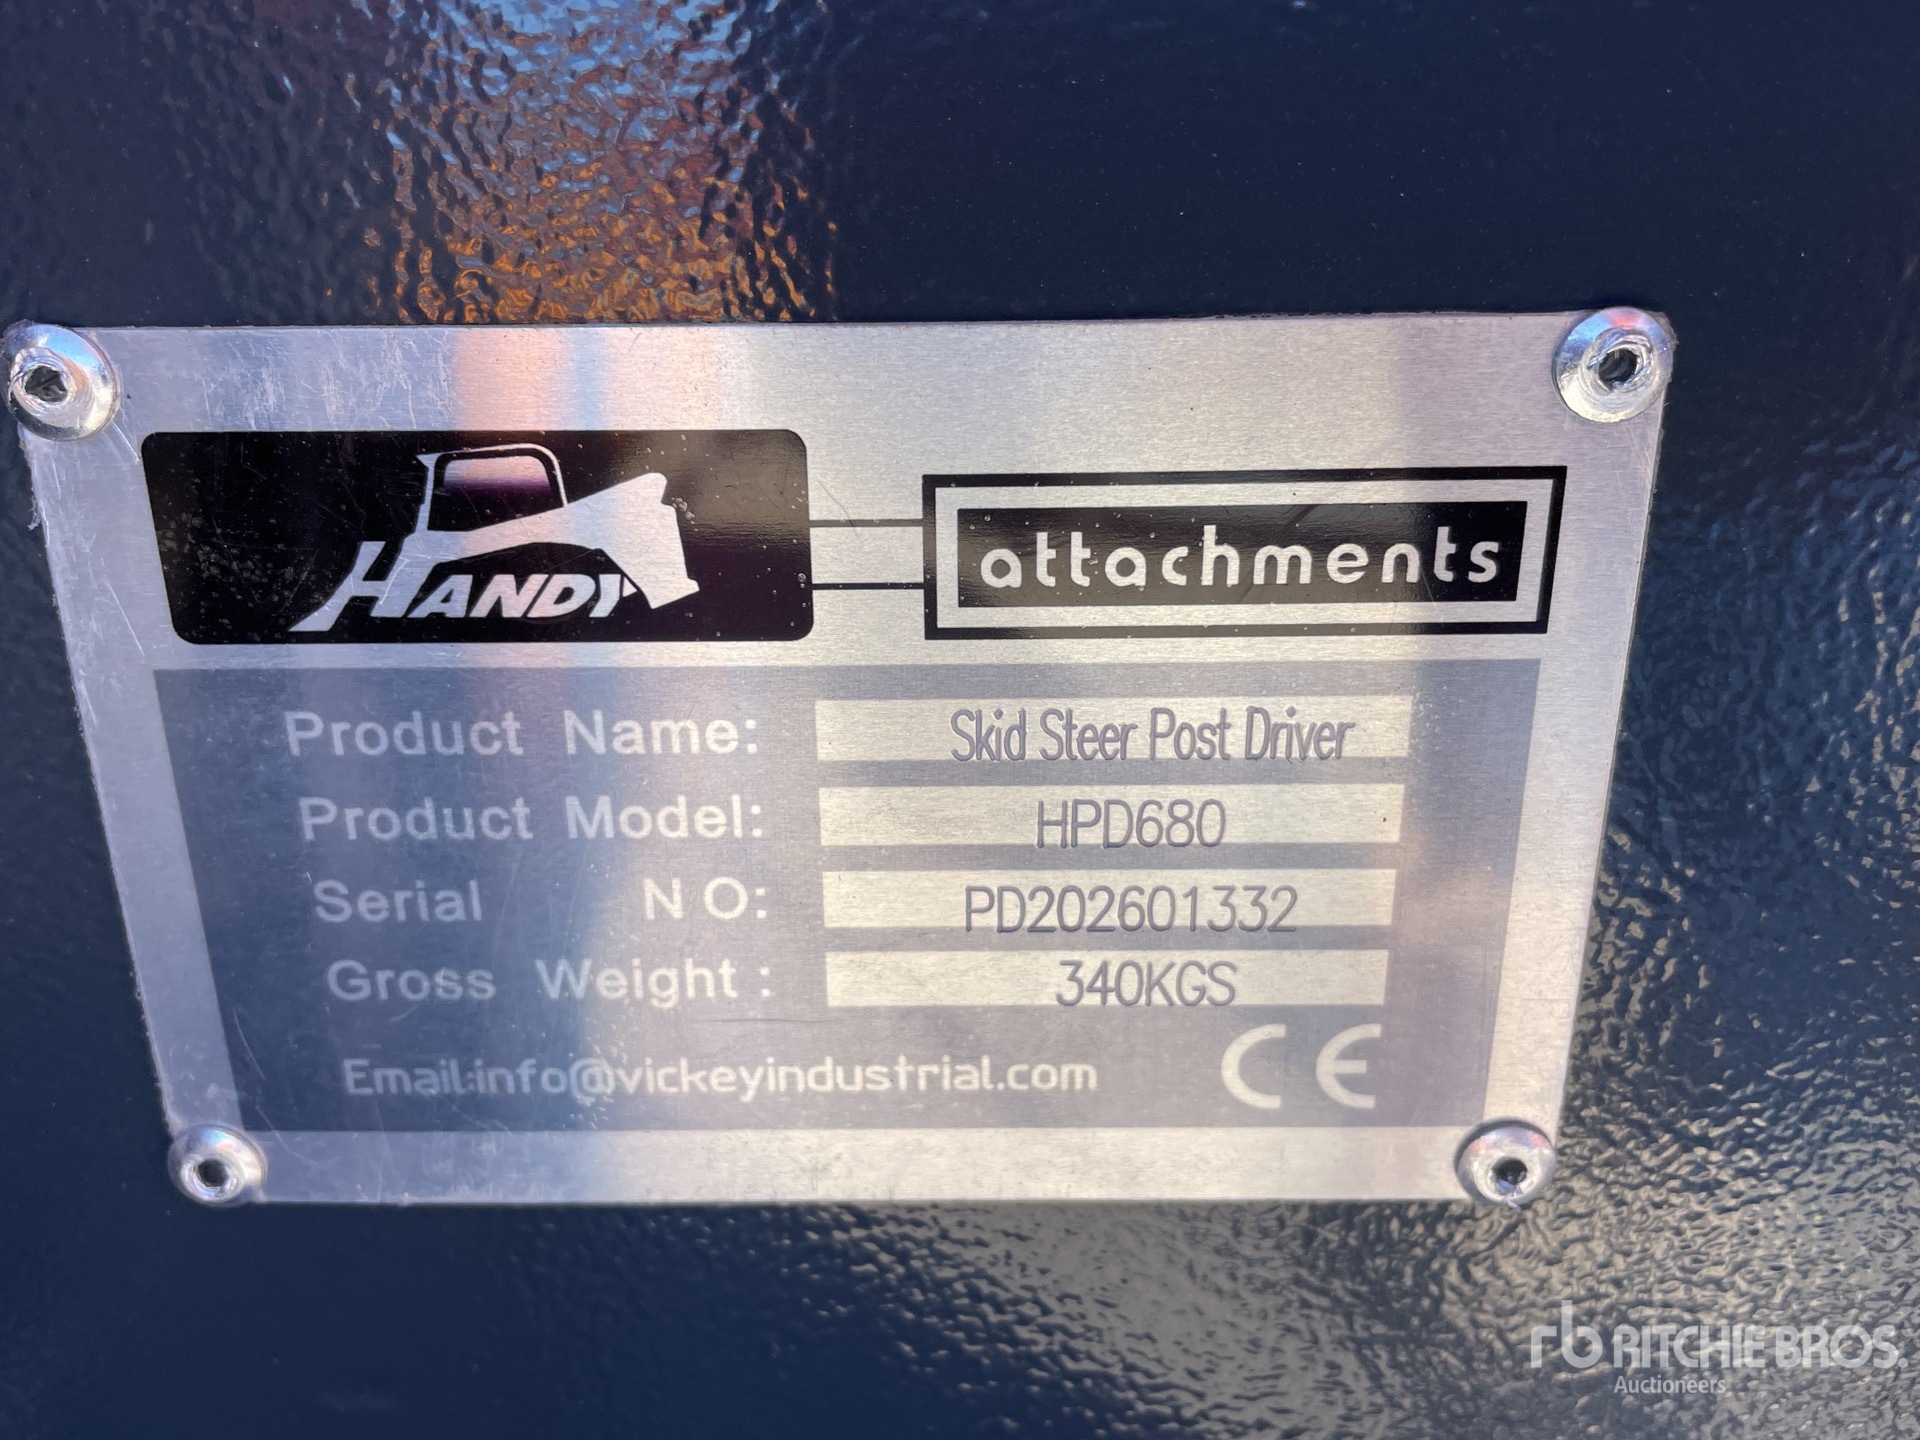 HANDY
attachments
Product Name: Skid Steer Post Driver
Product Model: HPD680
Serial NO: PD202601332
Gross Weight: 340KGS
Email:info@vickeyindustrial.com CE
rb RITCHIE BROS.
Auctioneers